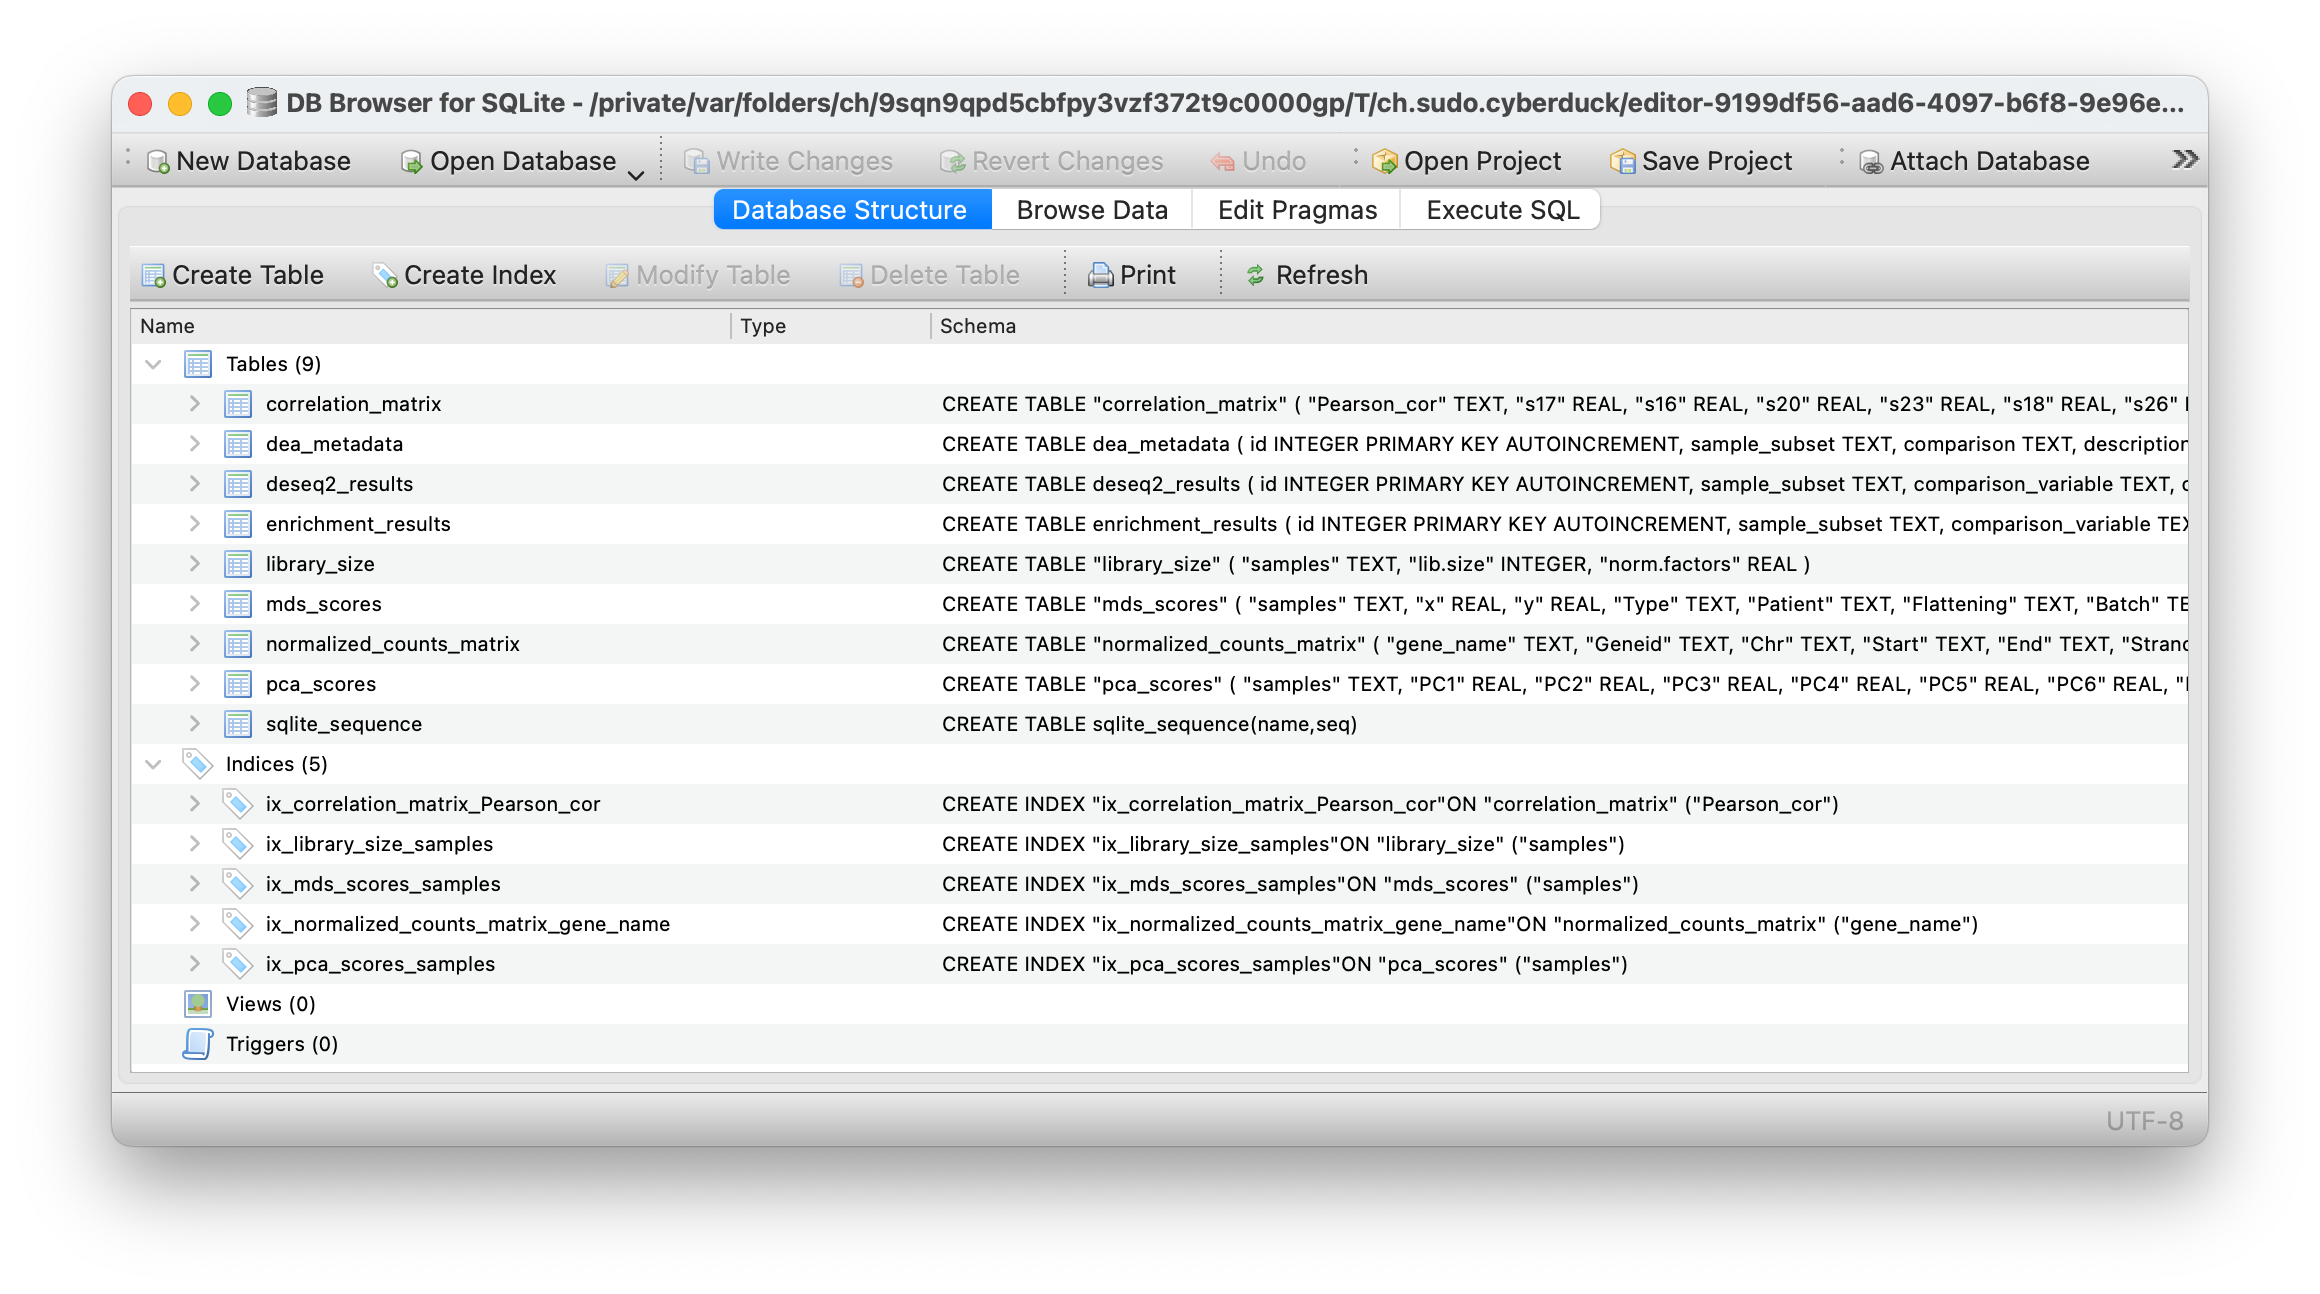 DB Browser for SQLite - /private/var/folders/ch/9sqn9qpd5cbfpy3vzf372t9c0000gp/T/ch.sudo.cyberduck/editor-9199df56-aad6-4097-b6f8-9e96e...
New Database Open Database Write Changes Revert Changes Undo Open Project Save Project Attach Database
Database Structure Browse Data Edit Pragmas Execute SQL
Create Table Create Index Modify Table Delete Table Print Refresh
Name Type Schema
Tables (9)
correlation_matrix CREATE TABLE "correlation_matrix" ( "Pearson_cor" TEXT, "s17" REAL, "s16" REAL, "s20" REAL, "s23" REAL, "s18" REAL, "s26"
dea_metadata CREATE TABLE dea_metadata ( id INTEGER PRIMARY KEY AUTOINCREMENT, sample_subset TEXT, comparison TEXT, description
deseq2_results CREATE TABLE deseq2_results ( id INTEGER PRIMARY KEY AUTOINCREMENT, sample_subset TEXT, comparison_variable TEXT, c
enrichment_results CREATE TABLE enrichment_results ( id INTEGER PRIMARY KEY AUTOINCREMENT, sample_subset TEXT, comparison_variable TEX
library_size CREATE TABLE "library_size" ( "samples" TEXT, "lib.size" INTEGER, "norm.factors" REAL )
mds_scores CREATE TABLE "mds_scores" ( "samples" TEXT, "x" REAL, "y" REAL, "Type" TEXT, "Patient" TEXT, "Flattening" TEXT, "Batch" TE
normalized_counts_matrix CREATE TABLE "normalized_counts_matrix" ( "gene_name" TEXT, "Geneid" TEXT, "Chr" TEXT, "Start" TEXT, "End" TEXT, "Strand
pca_scores CREATE TABLE "pca_scores" ( "samples" TEXT, "PC1" REAL, "PC2" REAL, "PC3" REAL, "PC4" REAL, "PC5" REAL, "PC6" REAL,
sqlite_sequence CREATE TABLE sqlite_sequence(name,seq)
Indices (5)
ix_correlation_matrix_Pearson_cor CREATE INDEX "ix_correlation_matrix_Pearson_cor"ON "correlation_matrix" ("Pearson_cor")
ix_library_size_samples CREATE INDEX "ix_library_size_samples"ON "library_size" ("samples")
ix_mds_scores_samples CREATE INDEX "ix_mds_scores_samples"ON "mds_scores" ("samples")
ix_normalized_counts_matrix_gene_name CREATE INDEX "ix_normalized_counts_matrix_gene_name"ON "normalized_counts_matrix" ("gene_name")
ix_pca_scores_samples CREATE INDEX "ix_pca_scores_samples"ON "pca_scores" ("samples")
Views (0)
Triggers (0)
UTF-8